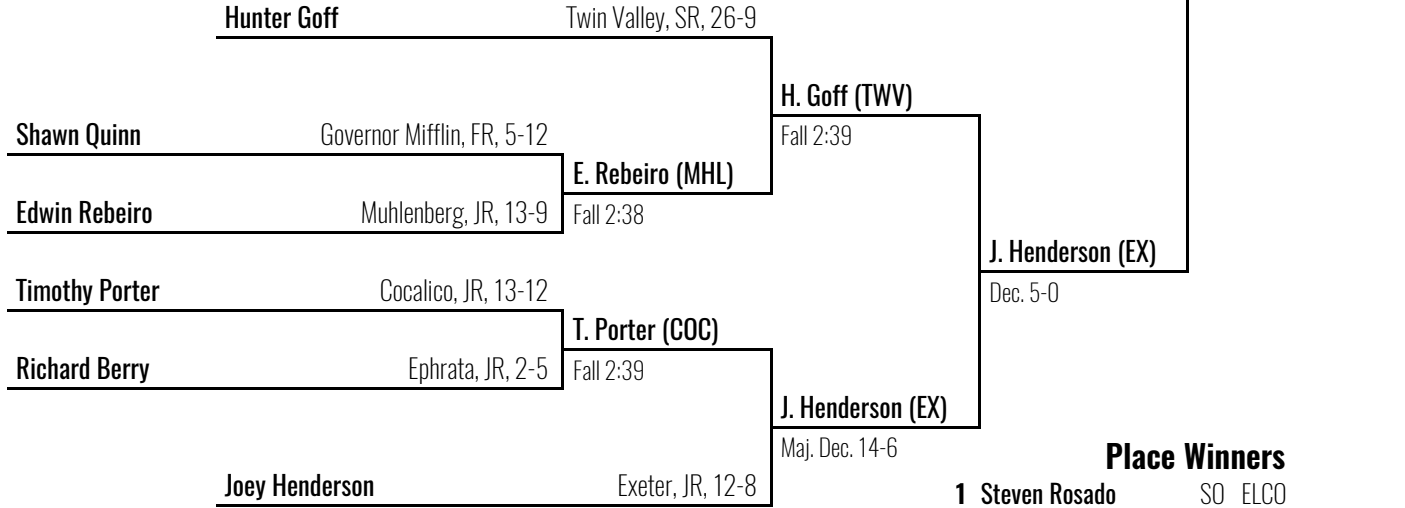 Hunter Goff Twin Valley, SR, 26-9
H. Goff (TWV)
Shawn Quinn Governor Mifflin, FR, 5-12
Fall 2:39
E. Rebeiro (MHL)
Edwin Rebeiro Muhlenberg, JR, 13-9
Fall 2:38
J. Henderson (EX)
Timothy Porter Cocalico, JR, 13-12
Dec. 5-0
T. Porter (COC)
Richard Berry Ephrata, JR, 2-5
Fall 2:39
J. Henderson (EX)
Maj. Dec. 14-6
Place Winners
Joey Henderson Exeter, JR, 12-8
1 Steven Rosado SO ELCO